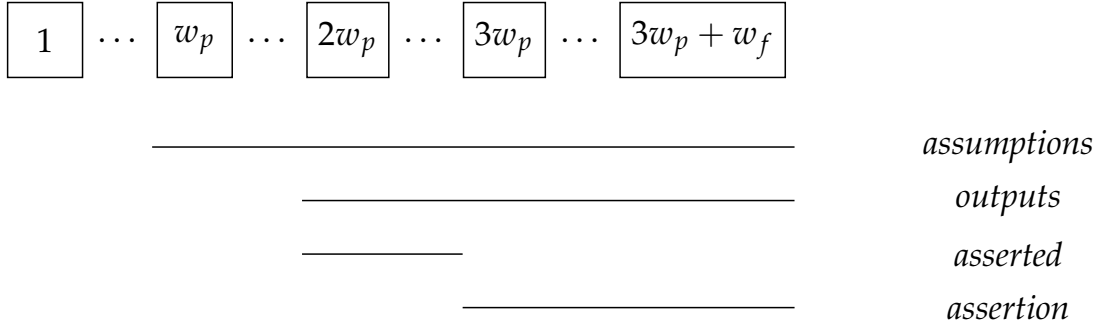 1 ⋯ w_p ⋯ 2w_p ⋯ 3w_p ⋯ 3w_p + w_f
assumptions
outputs
asserted
assertion